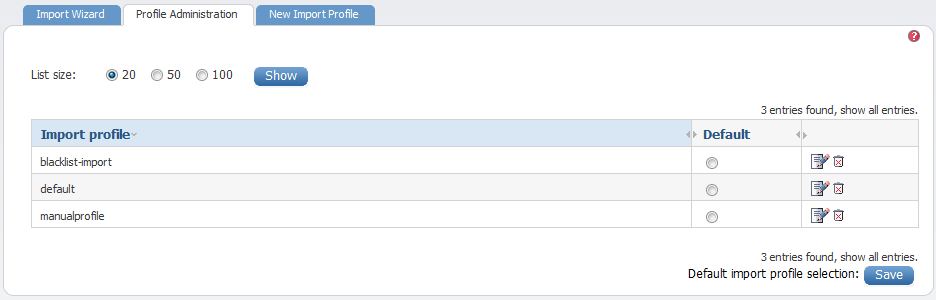 Import Wizard Profile Administration New Import Profile
?
List size: 20 50 100 Show
3 entries found, show all entries.
Import profile Default
blacklist-import
default
manualprofile
3 entries found, show all entries.
Default import profile selection: Save